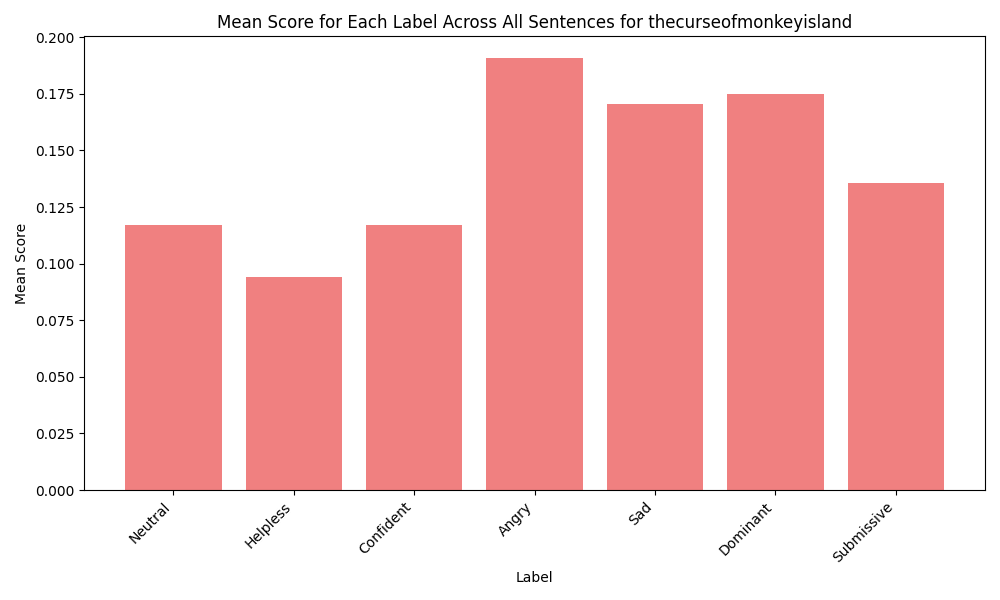 Mean Score for Each Label Across All Sentences for thecurseofmonkeyisland
Mean Score
0.200
0.175
0.150
0.125
0.100
0.075
0.050
0.025
0.000
Neutral
Helpless
Confident
Angry
Sad
Dominant
Submissive
Label